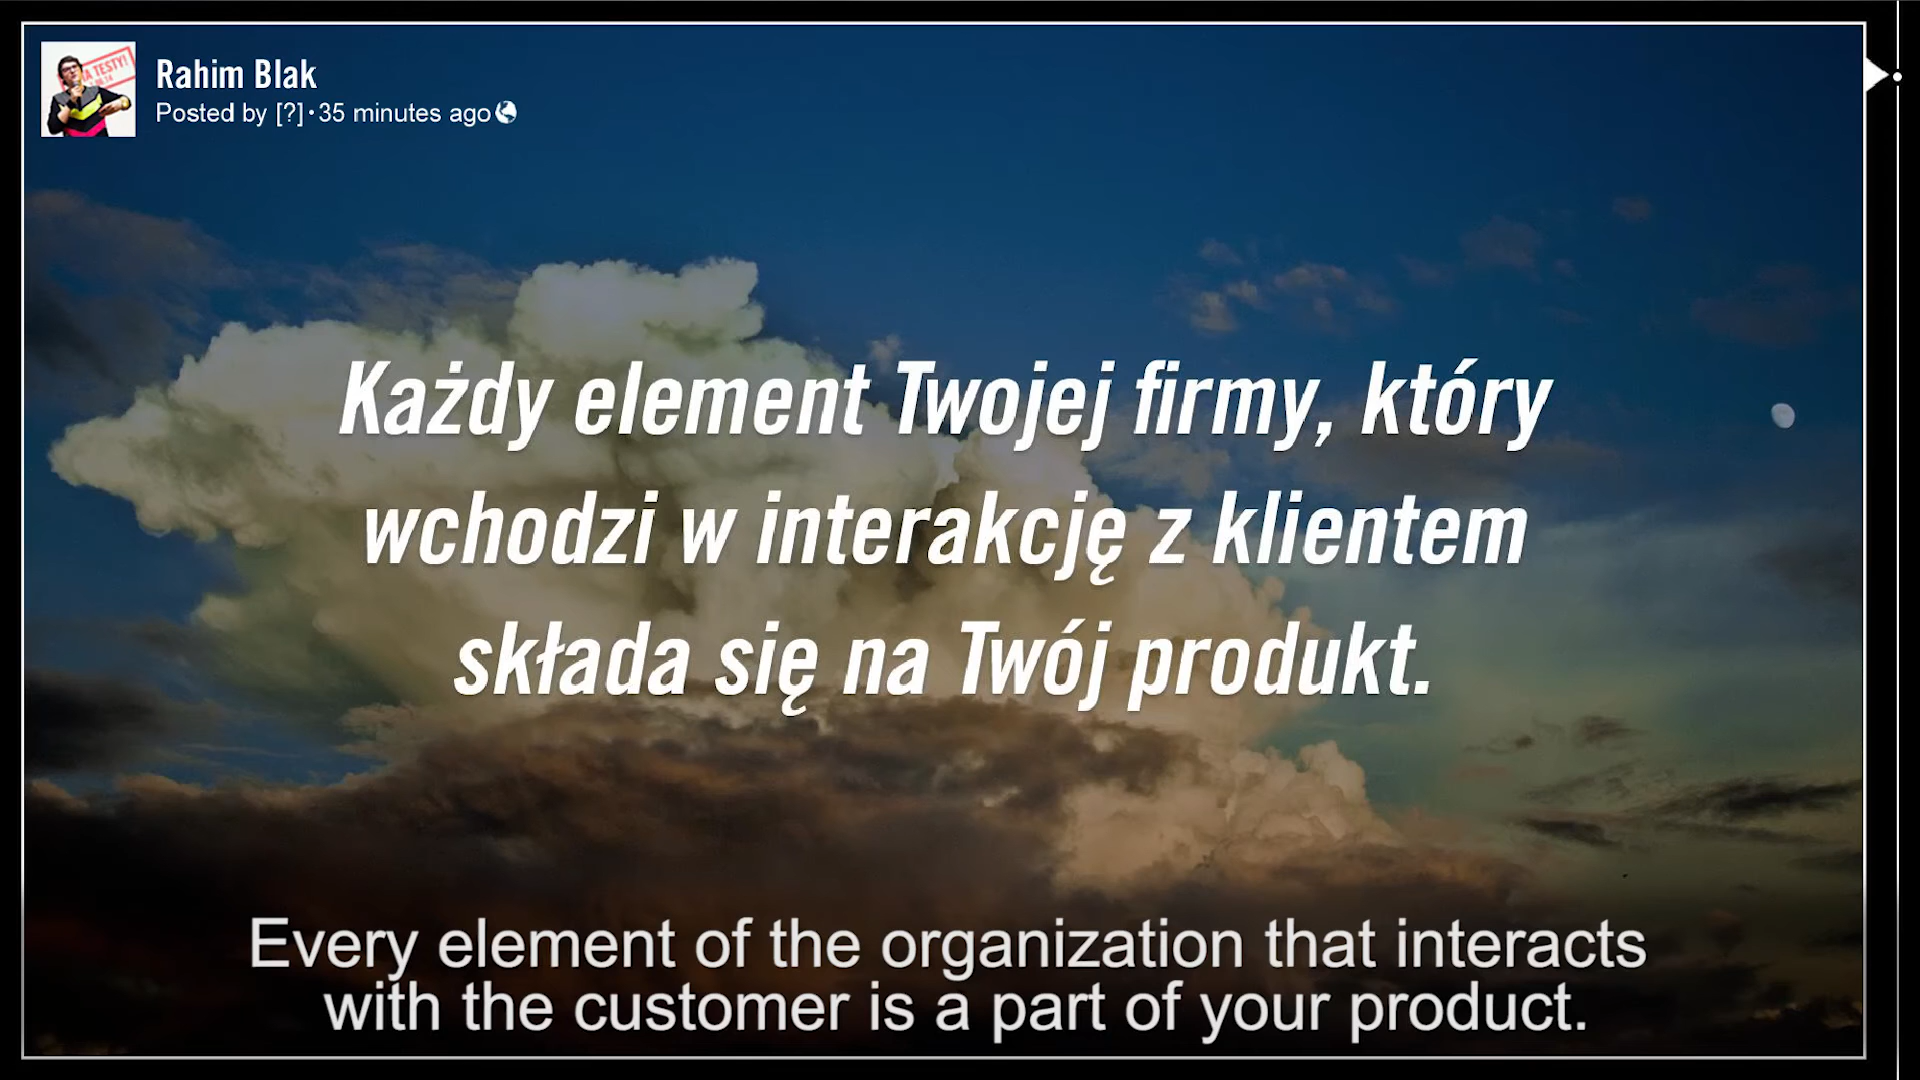 Rahim Blak
Posted by [?] · 35 minutes ago
Każdy element Twojej firmy, który
wchodzi w interakcję z klientem
składa się na Twój produkt.
Every element of the organization that interacts
with the customer is a part of your product.